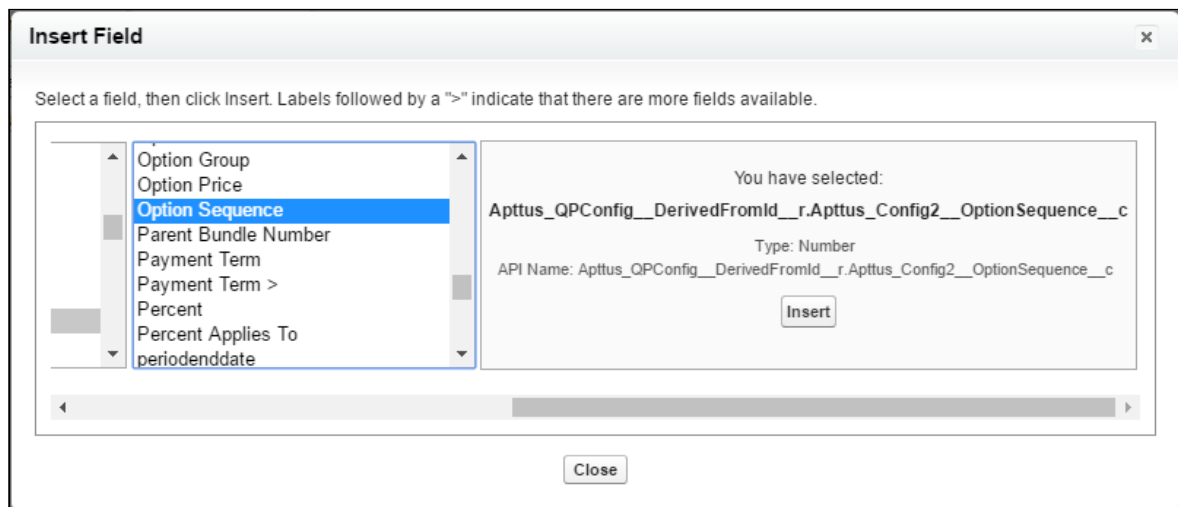 Insert Field
x
Select a field, then click Insert. Labels followed by a ">" indicate that there are more fields available.
Option Group
Option Price
Option Sequence
Parent Bundle Number
Payment Term
Payment Term >
Percent
Percent Applies To
periodenddate
You have selected:
Apttus_QPConfig__DerivedFromId__r.Apttus_Config2__OptionSequence__c
Type: Number
API Name: Apttus_QPConfig__DerivedFromId__r.Apttus_Config2__OptionSequence__c
Insert
Close